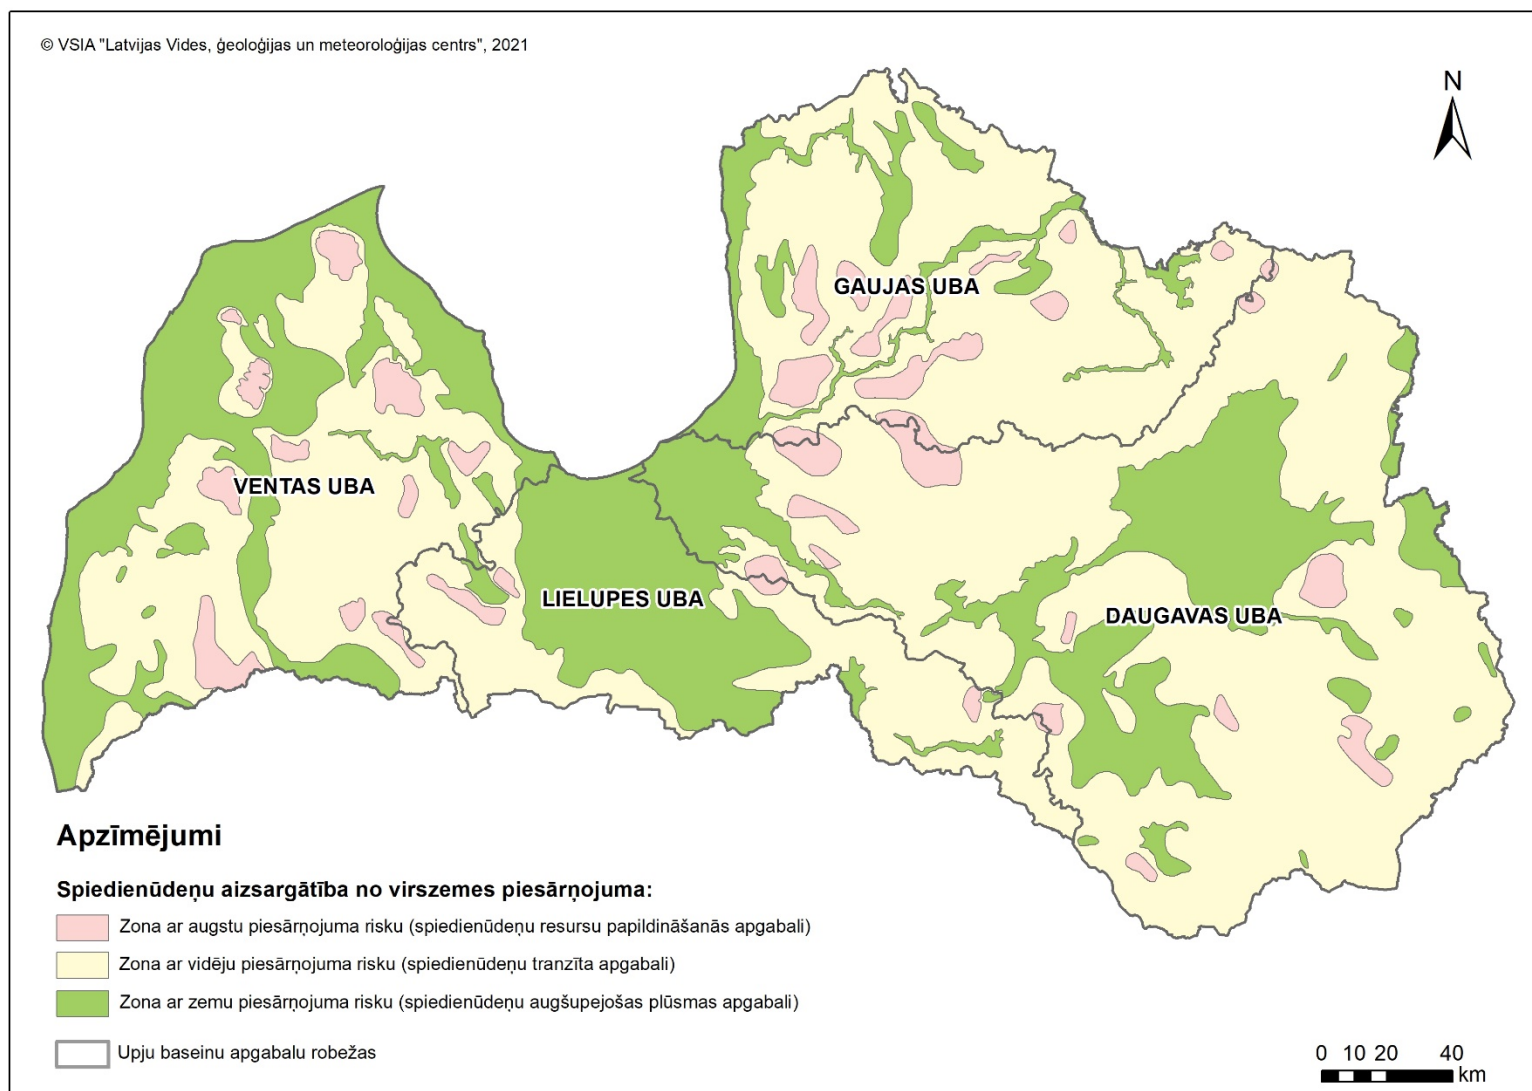 © VSIA "Latvijas Vides, ģeoloģijas un meteoroloģijas centrs", 2021
N
GAUJAS UBA
VENTAS UBA
LIELUPES UBA
DAUGAVAS UBA
Apzīmējumi
Spiedienūdeņu aizsargātība no virszemes piesārņojuma:
Zona ar augstu piesārņojuma risku (spiedienūdeņu resursu papildināšanās apgabali)
Zona ar vidēju piesārņojuma risku (spiedienūdeņu tranzīta apgabali)
Zona ar zemu piesārņojuma risku (spiedienūdeņu augšupejošas plūsmas apgabali)
Upju baseinu apgabalu robežas
0 10 20 40
km